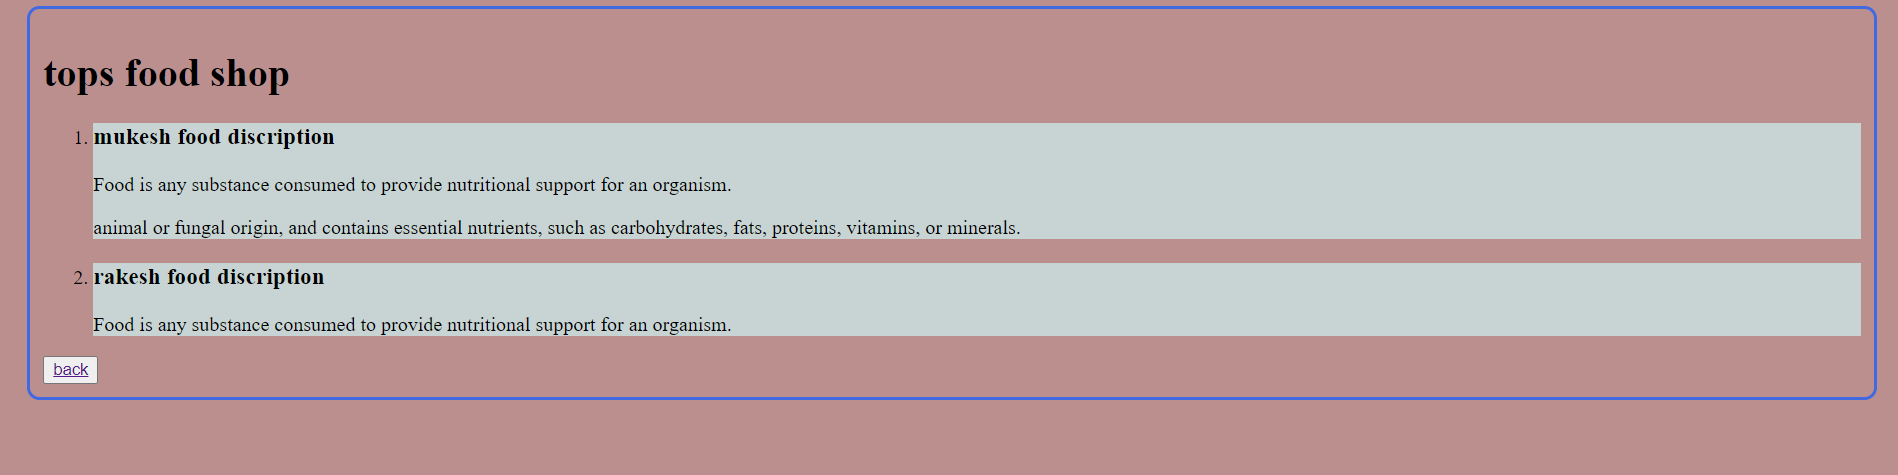 tops food shop
1. mukesh food discription
Food is any substance consumed to provide nutritional support for an organism.
animal or fungal origin, and contains essential nutrients, such as carbohydrates, fats, proteins, vitamins, or minerals.
2. rakesh food discription
Food is any substance consumed to provide nutritional support for an organism.
back